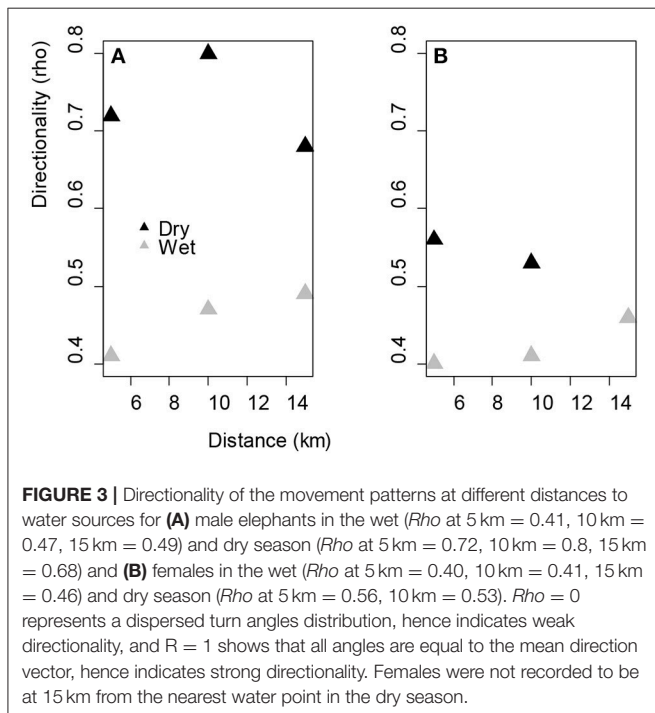 A
B
Directionality (rho)
0.8
0.7
0.6
0.5
0.4
Dry
Wet
0.8
0.7
0.6
0.5
0.4
6 8 10 12 14
6 8 10 12 14
Distance (km)
FIGURE 3 | Directionality of the movement patterns at different distances to
water sources for (A) male elephants in the wet (Rho at 5 km = 0.41, 10 km =
0.47, 15 km = 0.49) and dry season (Rho at 5 km = 0.72, 10 km = 0.8, 15 km
= 0.68) and (B) females in the wet (Rho at 5 km = 0.40, 10 km = 0.41, 15 km
= 0.46) and dry season (Rho at 5 km = 0.56, 10 km = 0.53). Rho = 0
represents a dispersed turn angles distribution, hence indicates weak
directionality, and R = 1 shows that all angles are equal to the mean direction
vector, hence indicates strong directionality. Females were not recorded to be
at 15 km from the nearest water point in the dry season.